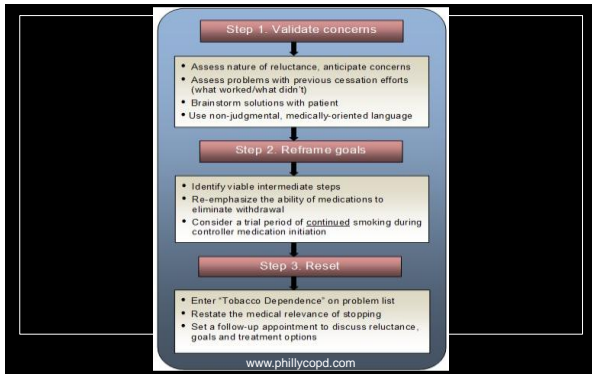 Step 1. Validate concerns
• Assess nature of reluctance, anticipate concerns
• Assess problems with previous cessation efforts
(what worked/what didn't)
• Brainstorm solutions with patient
• Use non-judgmental, medically-oriented language
Step 2. Reframe goals
• Identify viable intermediate steps
• Re-emphasize the ability of medications to
eliminate withdrawal
• Consider a trial period of continued smoking during
controller medication initiation
Step 3. Reset
• Enter "Tobacco Dependence" on problem list
• Restate the medical relevance of stopping
• Set a follow-up appointment to discuss reluctance,
goals and treatment options
www.phillycopd.com